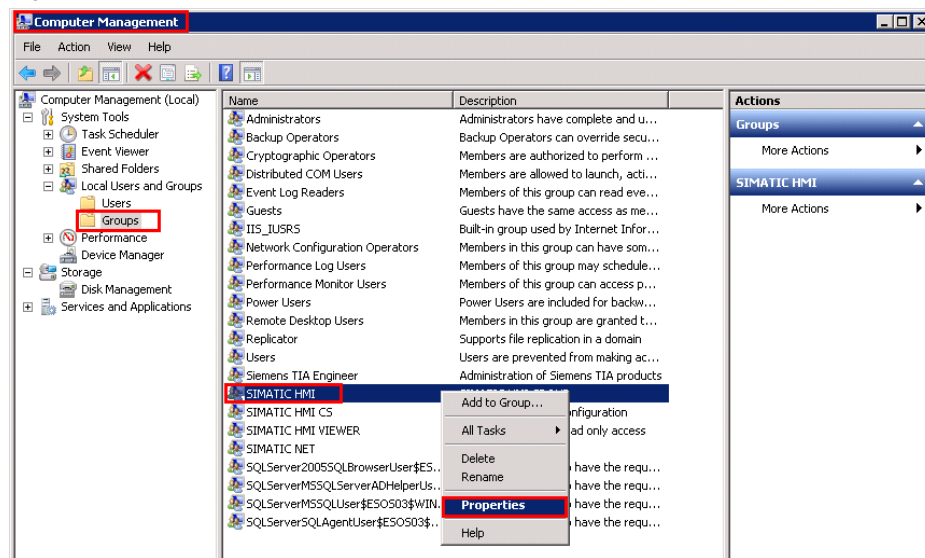 Computer Management
File Action View Help
Computer Management (Local)
System Tools
Task Scheduler
Event Viewer
Shared Folders
Local Users and Groups
Users
Groups
Performance
Device Manager
Storage
Disk Management
Services and Applications
Name Description
Administrators Administrators have complete and u...
Backup Operators Backup Operators can override secu...
Cryptographic Operators Members are authorized to perform ...
Distributed COM Users Members are allowed to launch, acti...
Event Log Readers Members of this group can read eve...
Guests Guests have the same access as me...
IIS_IUSRS Built-in group used by Internet Infor...
Network Configuration Operators Members in this group can have som...
Performance Log Users Members of this group may schedule...
Performance Monitor Users Members of this group can access p...
Power Users Power Users are included for backw...
Remote Desktop Users Members in this group are granted t...
Replicator Supports file replication in a domain
Users Users are prevented from making ac...
Siemens TIA Engineer Administration of Siemens TIA products
SIMATIC HMI
SIMATIC HMI CS nfiguration
SIMATIC HMI VIEWER ad only access
SIMATIC NET
SQLServer2005SQLBrowserUser$ES... have the requ...
SQLServerMSSQLServerADHelperUs... have the requ...
SQLServerMSSQLUser$ESOS03$WIN... have the requ...
SQLServerSQLAgentUser$ESOS03$... have the requ...
Add to Group...
All Tasks
Delete
Rename
Properties
Help
Actions
Groups
More Actions
SIMATIC HMI
More Actions